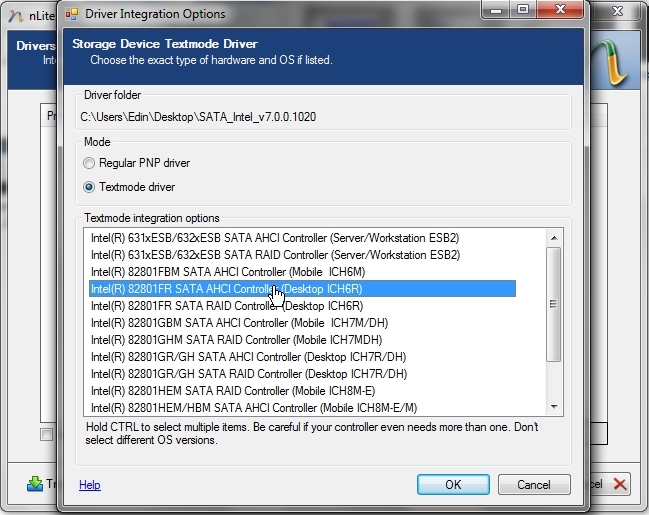 nLite
Driver Integration Options
Drivers
Storage Device Textmode Driver
Choose the exact type of hardware and OS if listed.
Driver folder
C:\Users\Edin\Desktop\SATA_Intel_v7.0.0.1020
Mode
Regular PNP driver
Textmode driver
Textmode integration options
Intel(R) 631xESB/632xESB SATA AHCI Controller (Server/Workstation ESB2)
Intel(R) 631xESB/632xESB SATA RAID Controller (Server/Workstation ESB2)
Intel(R) 82801FBM SATA AHCI Controller (Mobile ICH6M)
Intel(R) 82801FR SATA AHCI Controller (Desktop ICH6R)
Intel(R) 82801FR SATA RAID Controller (Desktop ICH6R)
Intel(R) 82801GBM SATA AHCI Controller (Mobile ICH7M/DH)
Intel(R) 82801GHM SATA RAID Controller (Mobile ICH7MDH)
Intel(R) 82801GR/GH SATA AHCI Controller (Desktop ICH7R/DH)
Intel(R) 82801GR/GH SATA RAID Controller (Desktop ICH7R/DH)
Intel(R) 82801HEM SATA RAID Controller (Mobile ICH8M-E)
Intel(R) 82801HEM/HBM SATA AHCI Controller (Mobile ICH8M-E/M)
Hold CTRL to select multiple items. Be careful if your controller even needs more than one. Don't
select different OS versions.
Help
OK
Cancel